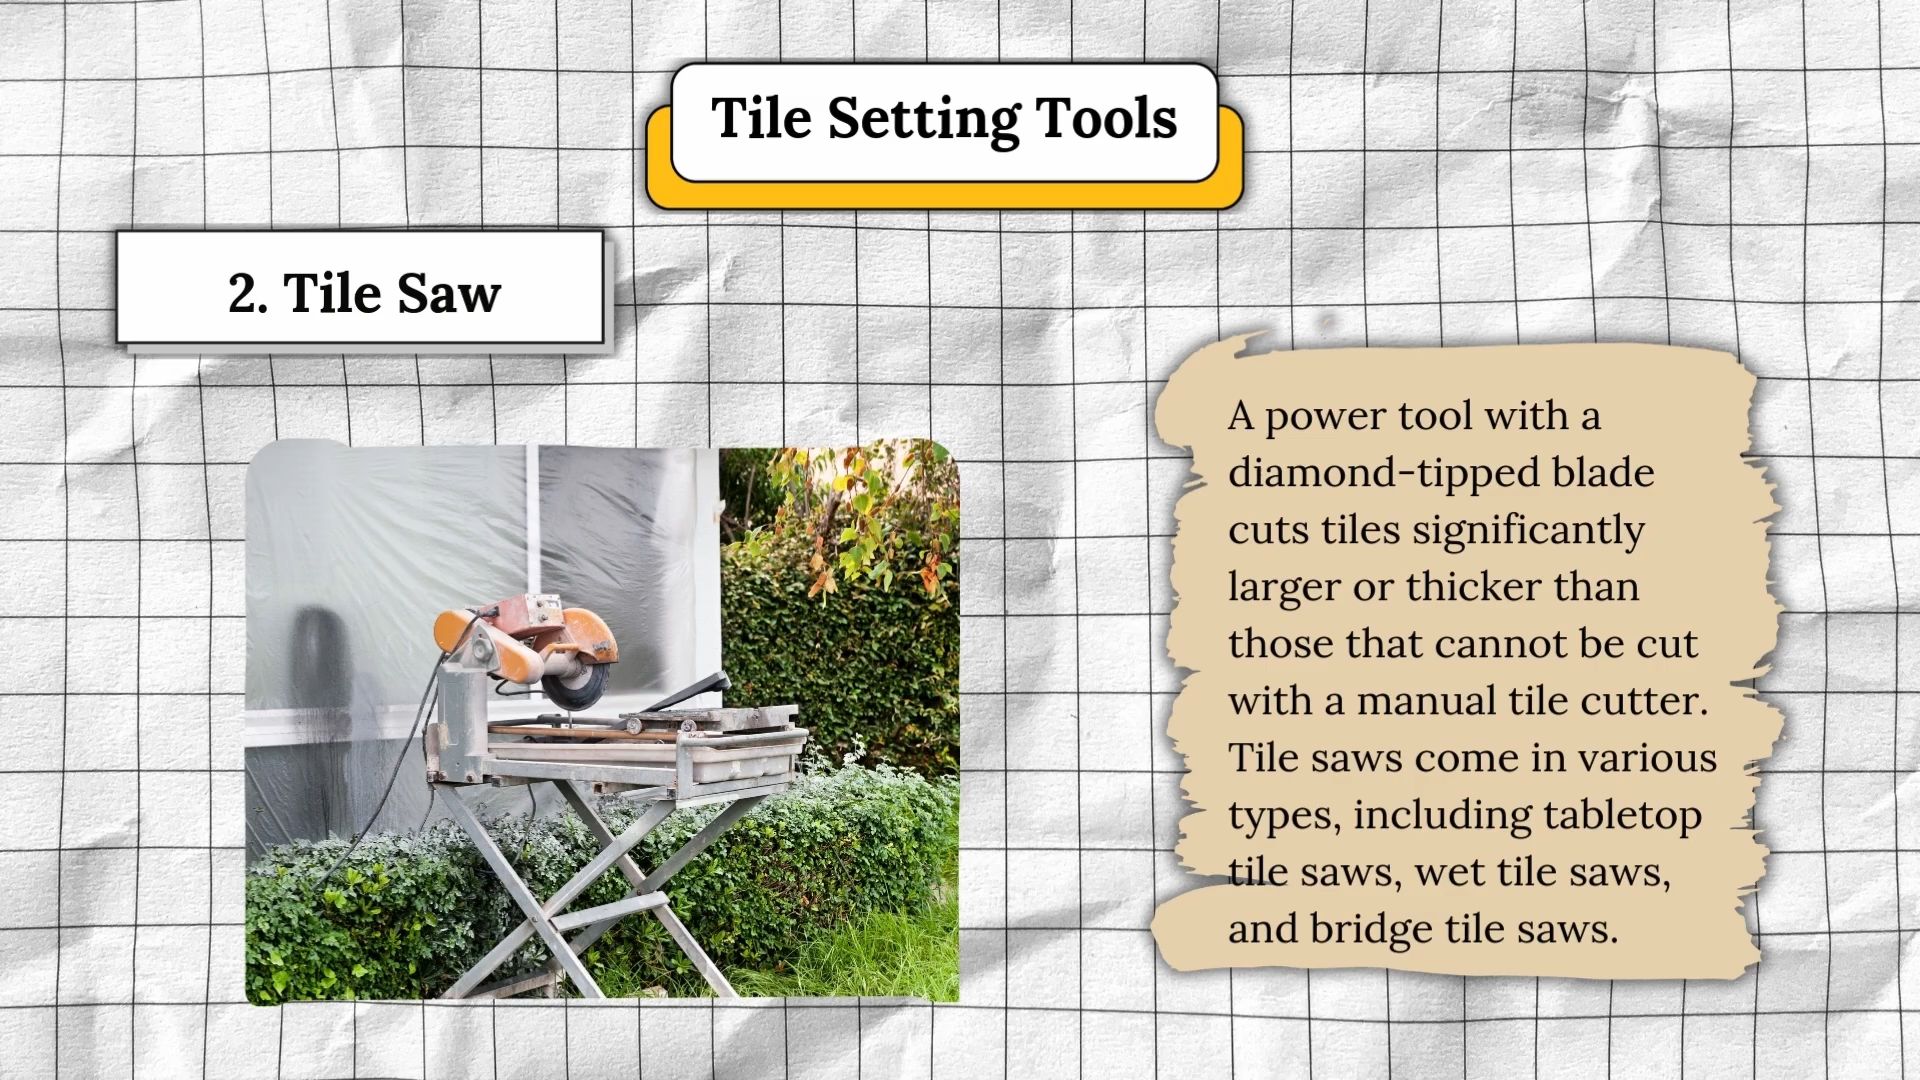 Tile Setting Tools
2. Tile Saw
A power tool with a
diamond-tipped blade
cuts tiles significantly
larger or thicker than
those that cannot be cut
with a manual tile cutter.
Tile saws come in various
types, including tabletop
tile saws, wet tile saws,
and bridge tile saws.